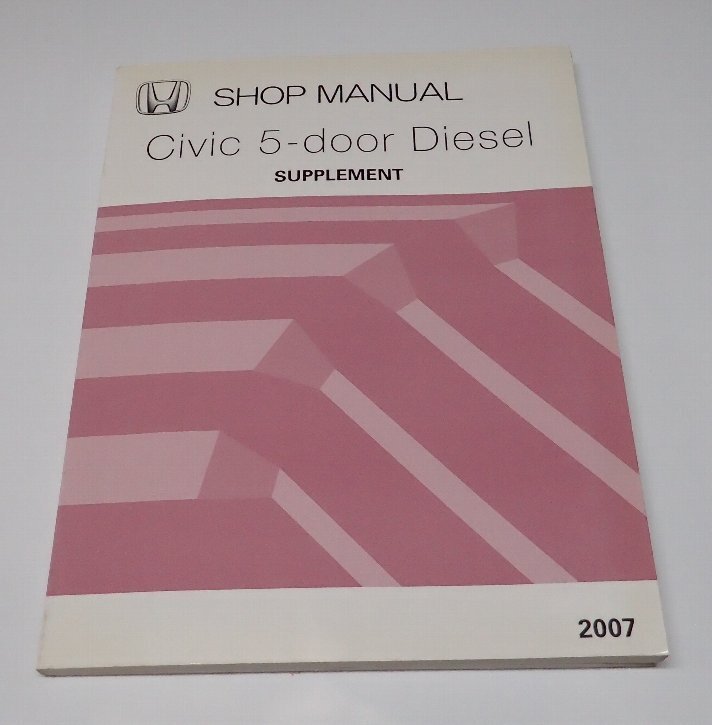 SHOP MANUAL
Civic 5-door Diesel
SUPPLEMENT
2007